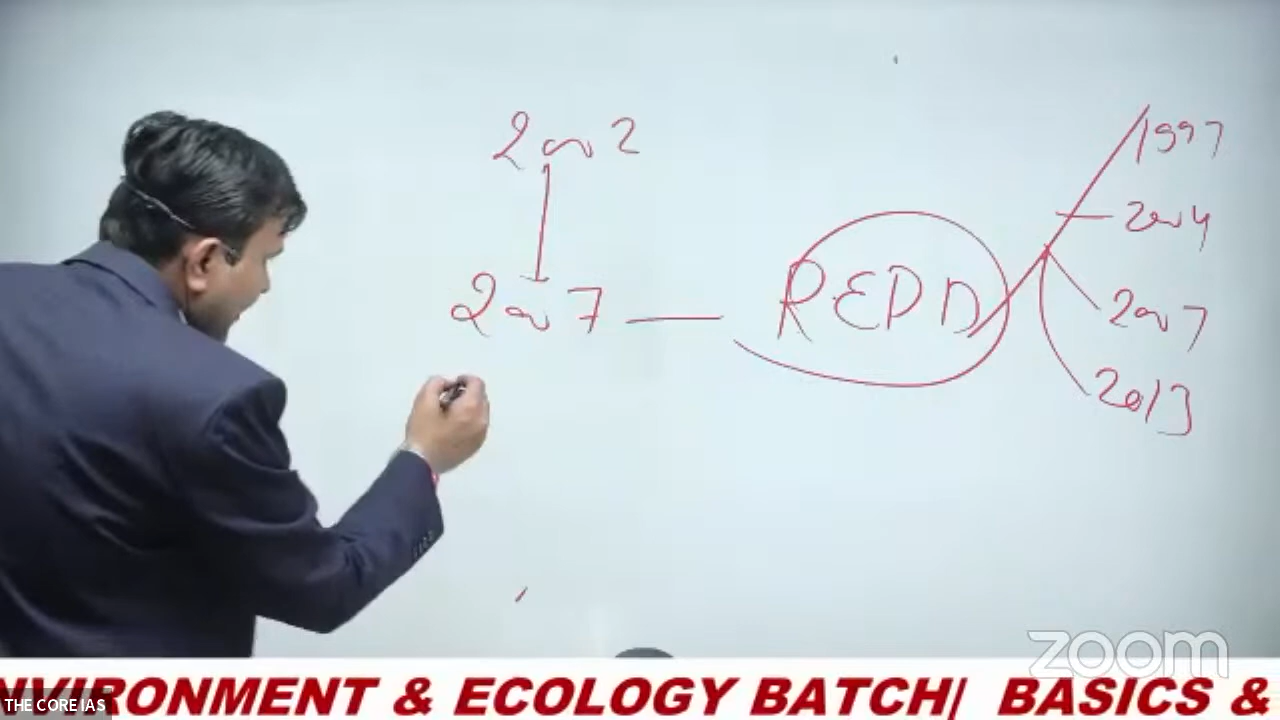 2002
2007 — REDD
1997
2004
2007
2013
zoom
NVIRONMENT & ECOLOGY BATCH/ BASICS &
THE CORE IAS